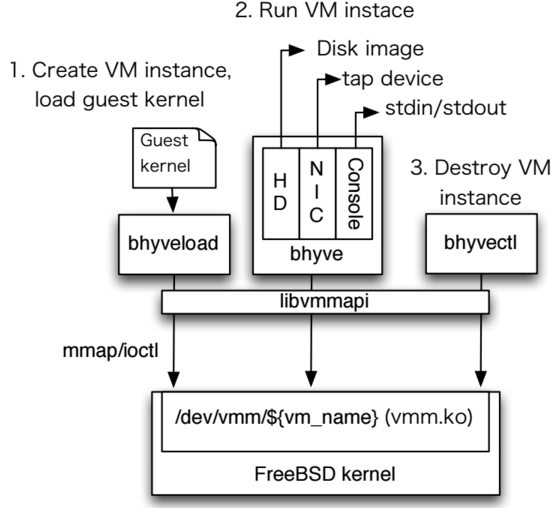 2. Run VM instace
Disk image
1. Create VM instance,
tap device
load guest kernel
stdin/stdout
Guest
kernel
HD
NIC
Console
3. Destroy VM
instance
bhyveload
bhyve
bhyvectl
libvmmapi
mmap/ioctl
/dev/vmm/${vm_name} (vmm.ko)
FreeBSD kernel